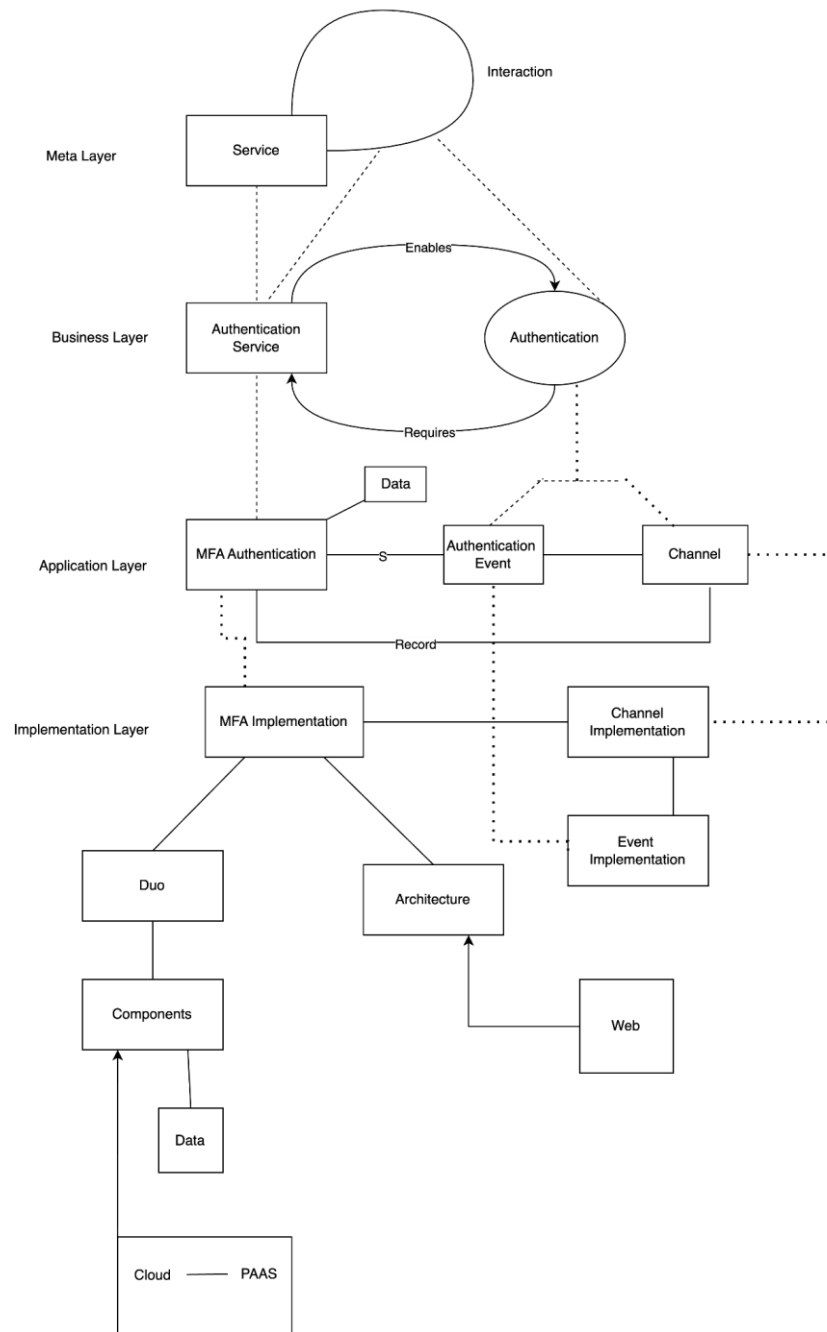 Interaction
Meta Layer
Service
Enables
Business Layer
Authentication
Service
Authentication
Requires
Data
Application Layer
MFA Authentication
S
Authentication
Event
Channel
Record
Implementation Layer
MFA Implementation
Channel
Implementation
Event
Implementation
Duo
Architecture
Components
Web
Data
Cloud
PAAS